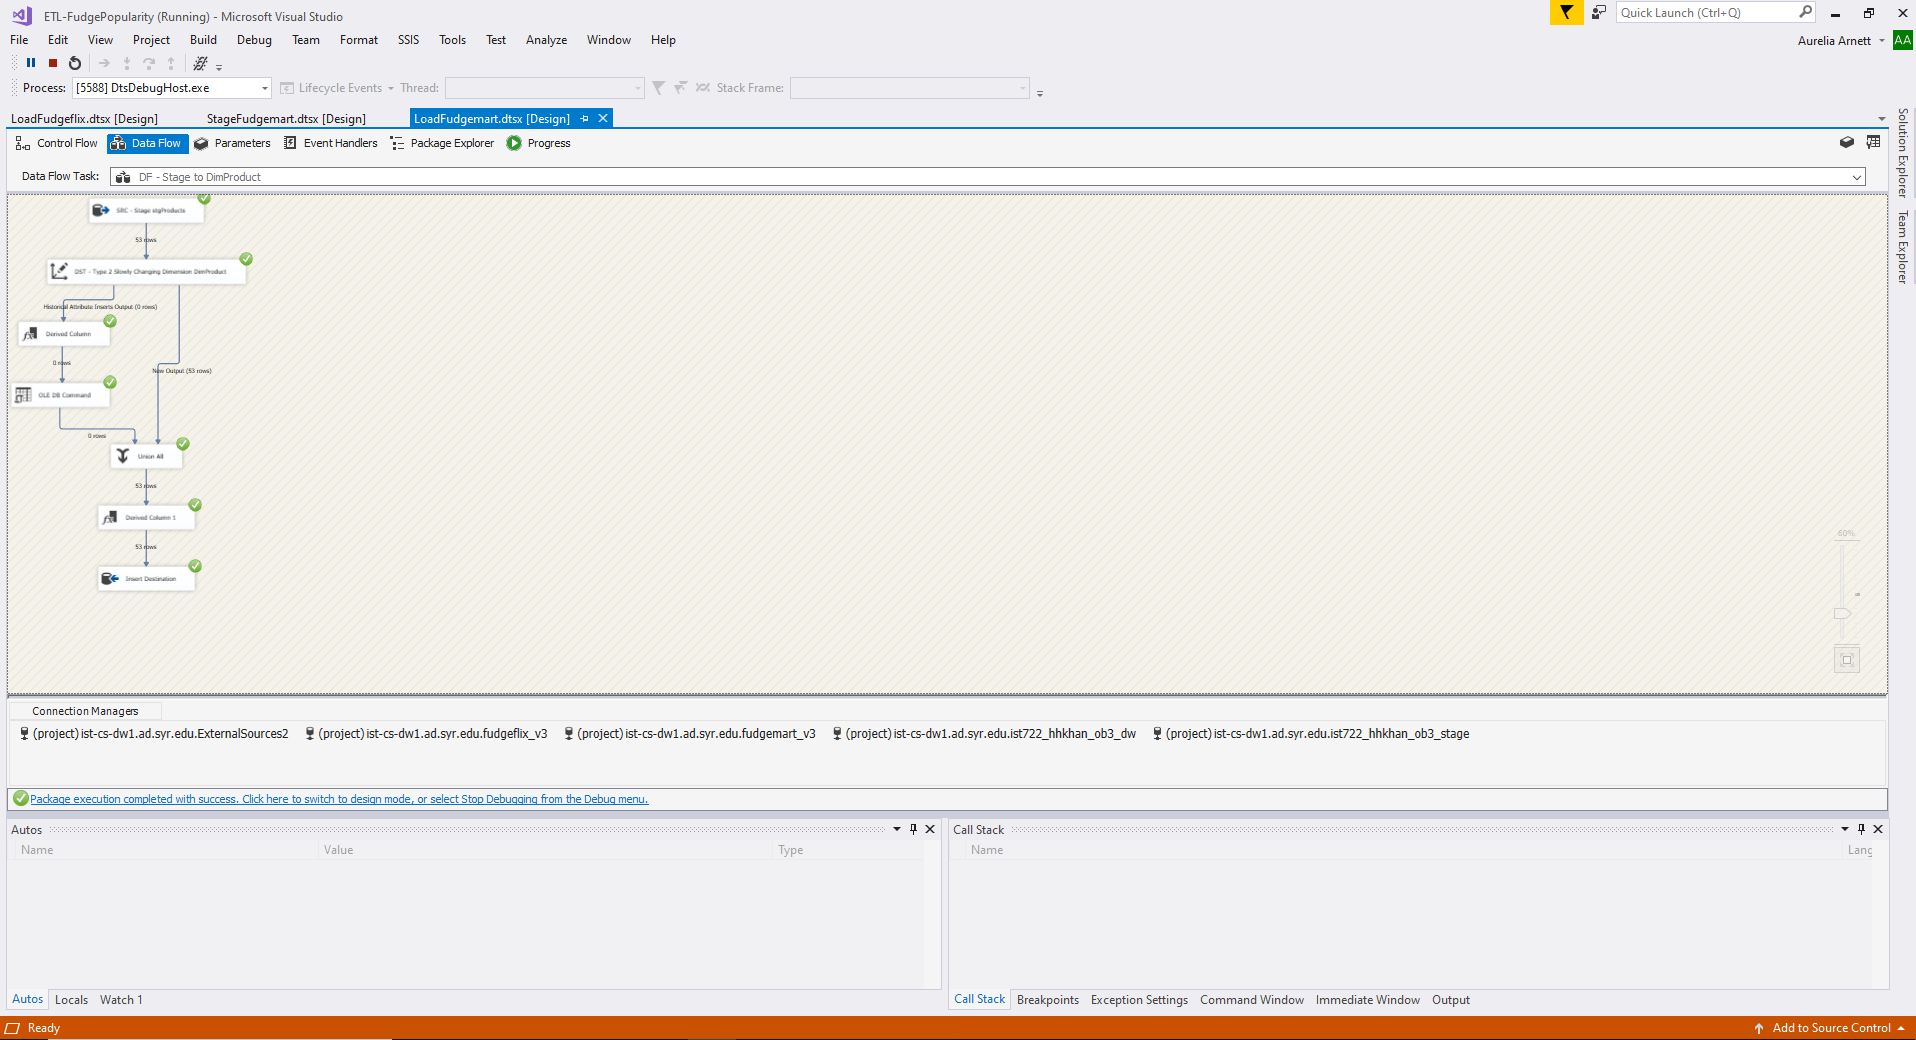 ETL-FudgePopularity (Running) - Microsoft Visual Studio
Quick Launch (Ctrl+Q)
File Edit View Project Build Debug Team Format SSIS Tools Test Analyze Window Help
Aurelia Arnett AA
Process: [5588] DtsDebugHost.exe Lifecycle Events Thread: Stack Frame:
LoadFudgeflix.dtsx [Design] StageFudgemart.dtsx [Design] LoadFudgemart.dtsx [Design]
Control Flow Data Flow Parameters Event Handlers Package Explorer Progress
Data Flow Task: DF - Stage to DimProduct
Solution Explorer
Team Explorer
SRC - Stage stgProducts
53 rows
DST - Type 2 Slowly Changing Dimension DimProduct
Historical Attribute Inserts Output (0 rows)
Derived Column
0 rows
New Output (53 rows)
OLE DB Command
0 rows
Union All
53 rows
Derived Column 1
53 rows
Insert Destination
60%
Connection Managers
(project) ist-cs-dw1.ad.syr.edu.ExternalSources2 (project) ist-cs-dw1.ad.syr.edu.fudgeflix_v3 (project) ist-cs-dw1.ad.syr.edu.fudgemart_v3 (project) ist-cs-dw1.ad.syr.edu.ist722_hhkhan_ob3_dw (project) ist-cs-dw1.ad.syr.edu.ist722_hhkhan_ob3_stage
Package execution completed with success. Click here to switch to design mode, or select Stop Debugging from the Debug menu.
Autos
Name Value Type
Call Stack
Name Lang
Autos Locals Watch 1
Call Stack Breakpoints Exception Settings Command Window Immediate Window Output
Ready
Add to Source Control